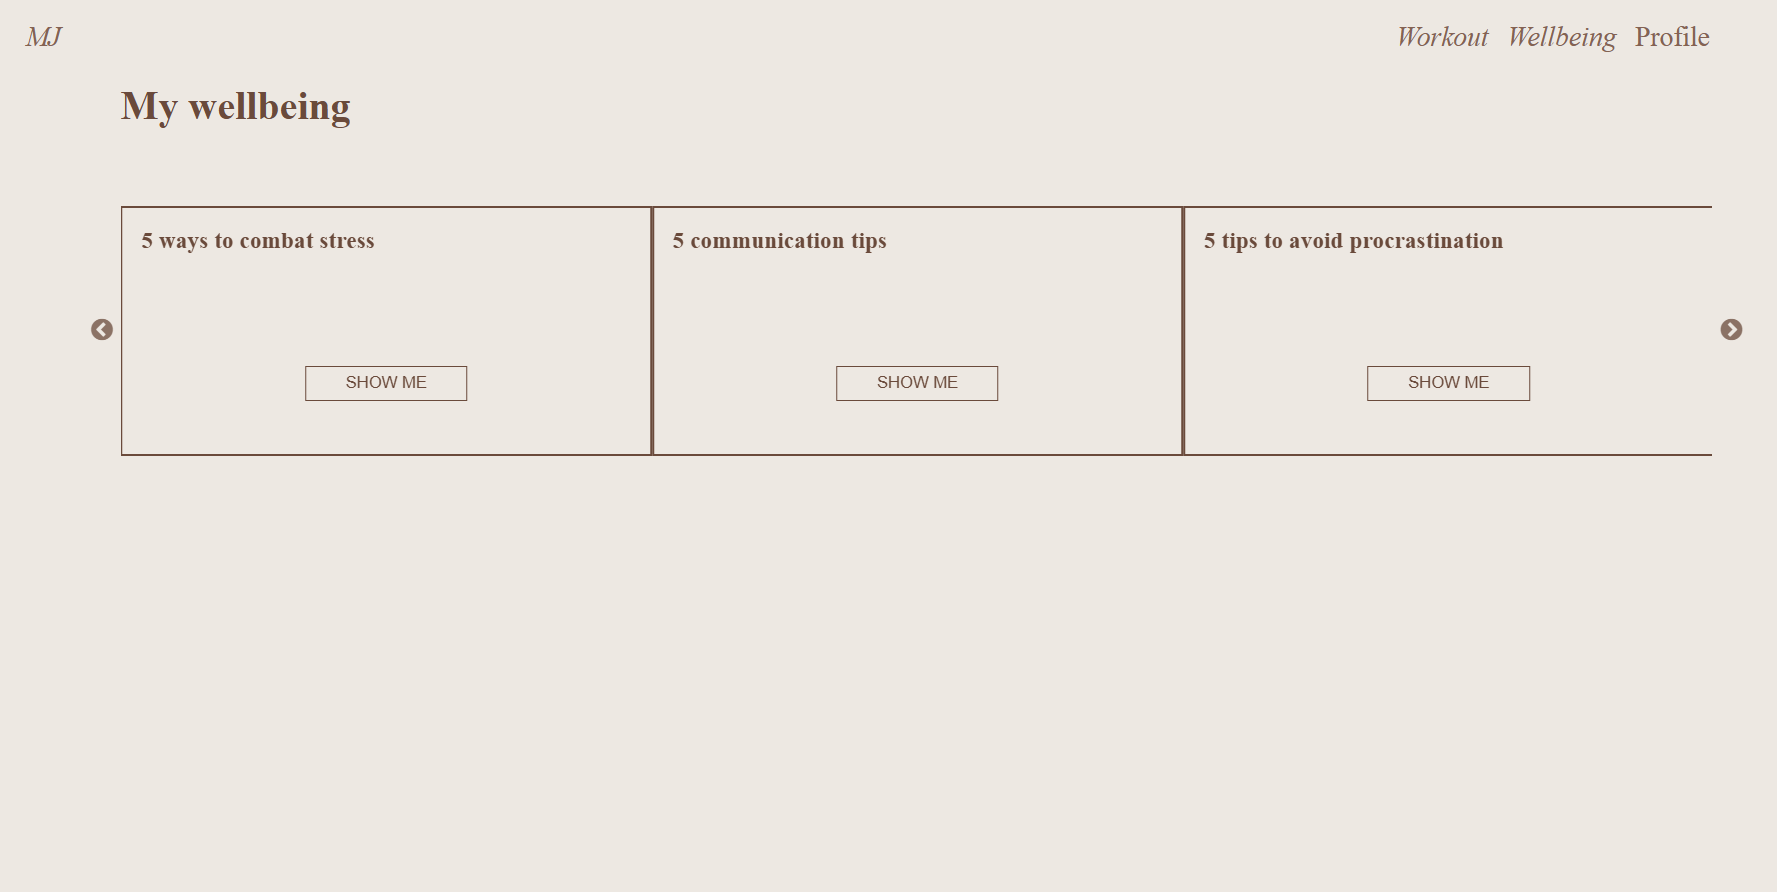 MJ
Workout Wellbeing Profile
My wellbeing
5 ways to combat stress
5 communication tips
5 tips to avoid procrastination
SHOW ME
SHOW ME
SHOW ME